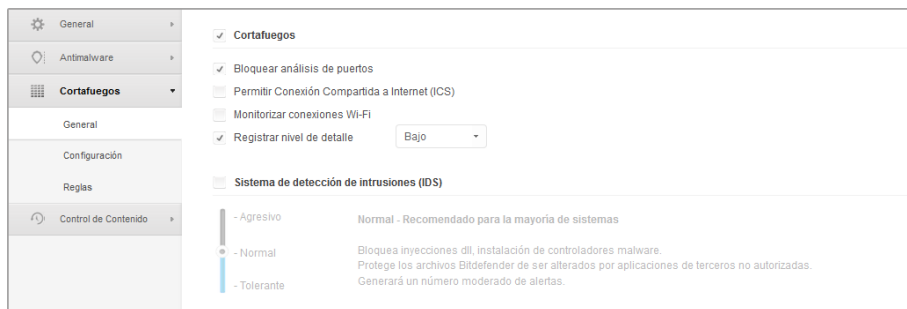 General
Antimalware
Cortafuegos
General
Configuración
Reglas
Control de Contenido
Cortafuegos
Bloquear análisis de puertos
Permitir Conexión Compartida a Internet (ICS)
Monitorizar conexiones Wi-Fi
Registrar nivel de detalle Bajo
Sistema de detección de intrusiones (IDS)
- Agresivo
- Normal
- Tolerante
Normal - Recomendado para la mayoria de sistemas
Bloquea inyecciones dll, instalación de controladores malware.
Protege los archivos Bitdefender de ser alterados por aplicaciones de terceros no autorizadas.
Generará un número moderado de alertas.